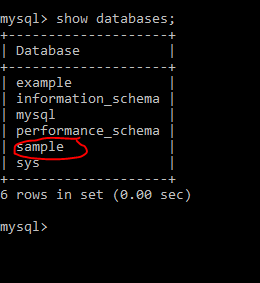 mysql> show databases;
+--------------------+
| Database           |
+--------------------+
| example            |
| information_schema |
| mysql              |
| performance_schema |
| sample             |
| sys                |
+--------------------+
6 rows in set (0.00 sec)
mysql>